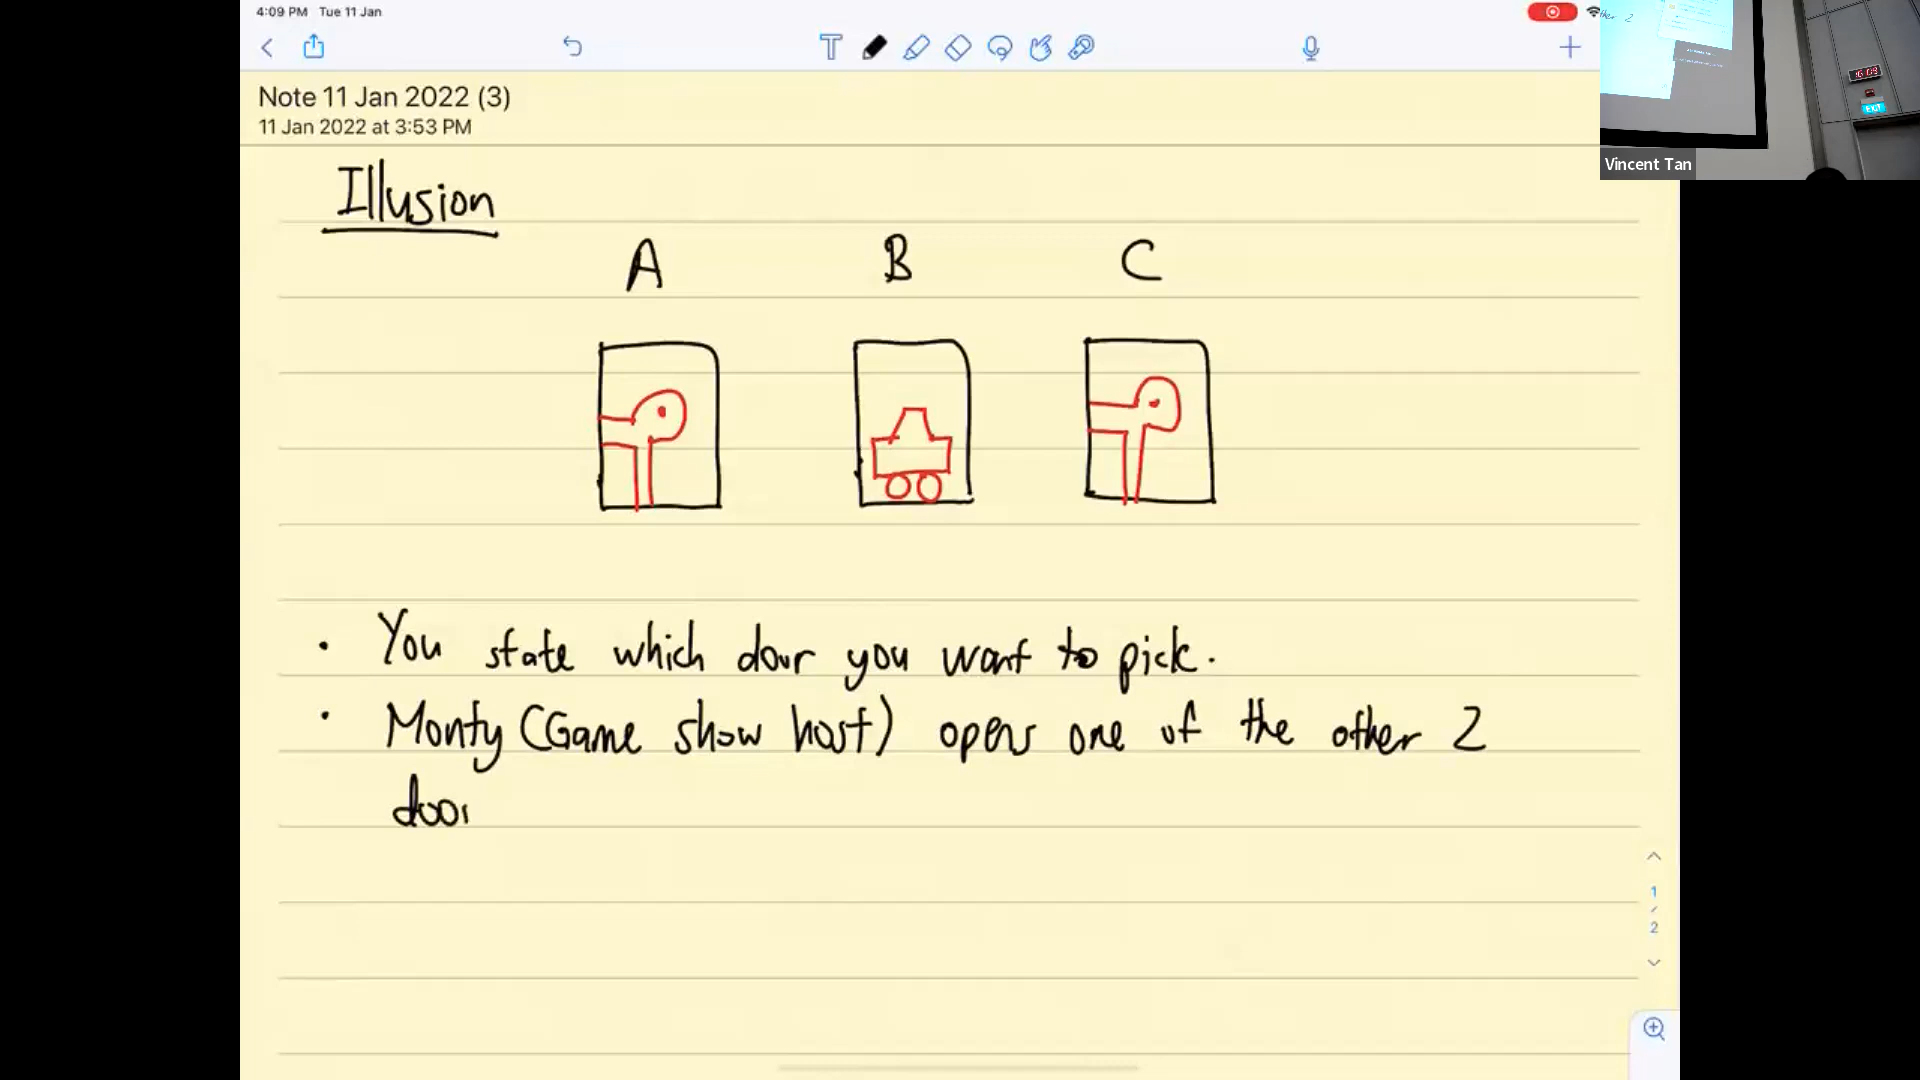 4:09 PM Tue 11 Jan
Note 11 Jan 2022 (3)
11 Jan 2022 at 3:53 PM
Vincent Tan
EXIT
Illusion
A B C
• You state which door you want to pick.
• Monty (Game show host) opens one of the other 2
door
1
/
2